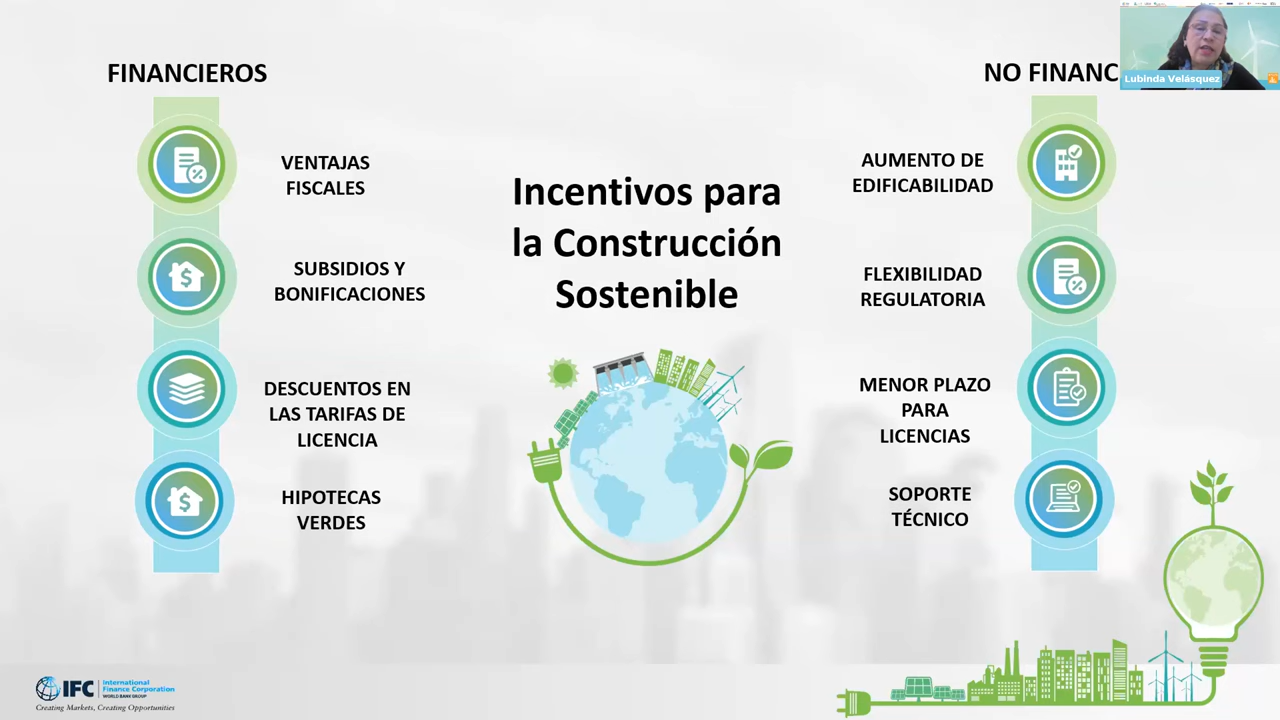 FINANCIEROS
VENTAJAS
FISCALES
SUBSIDIOS Y
BONIFICACIONES
DESCUENTOS EN
LAS TARIFAS DE
LICENCIA
HIPOTECAS
VERDES
Incentivos para
la Construcción
Sostenible
NO FINANC
AUMENTO DE
EDIFICABILIDAD
FLEXIBILIDAD
REGULATORIA
MENOR PLAZO
PARA
LICENCIAS
SOPORTE
TÉCNICO
Lubinda Velásquez
IFC
International
Finance Corporation
WORLD BANK GROUP
Creating Markets, Creating Opportunities